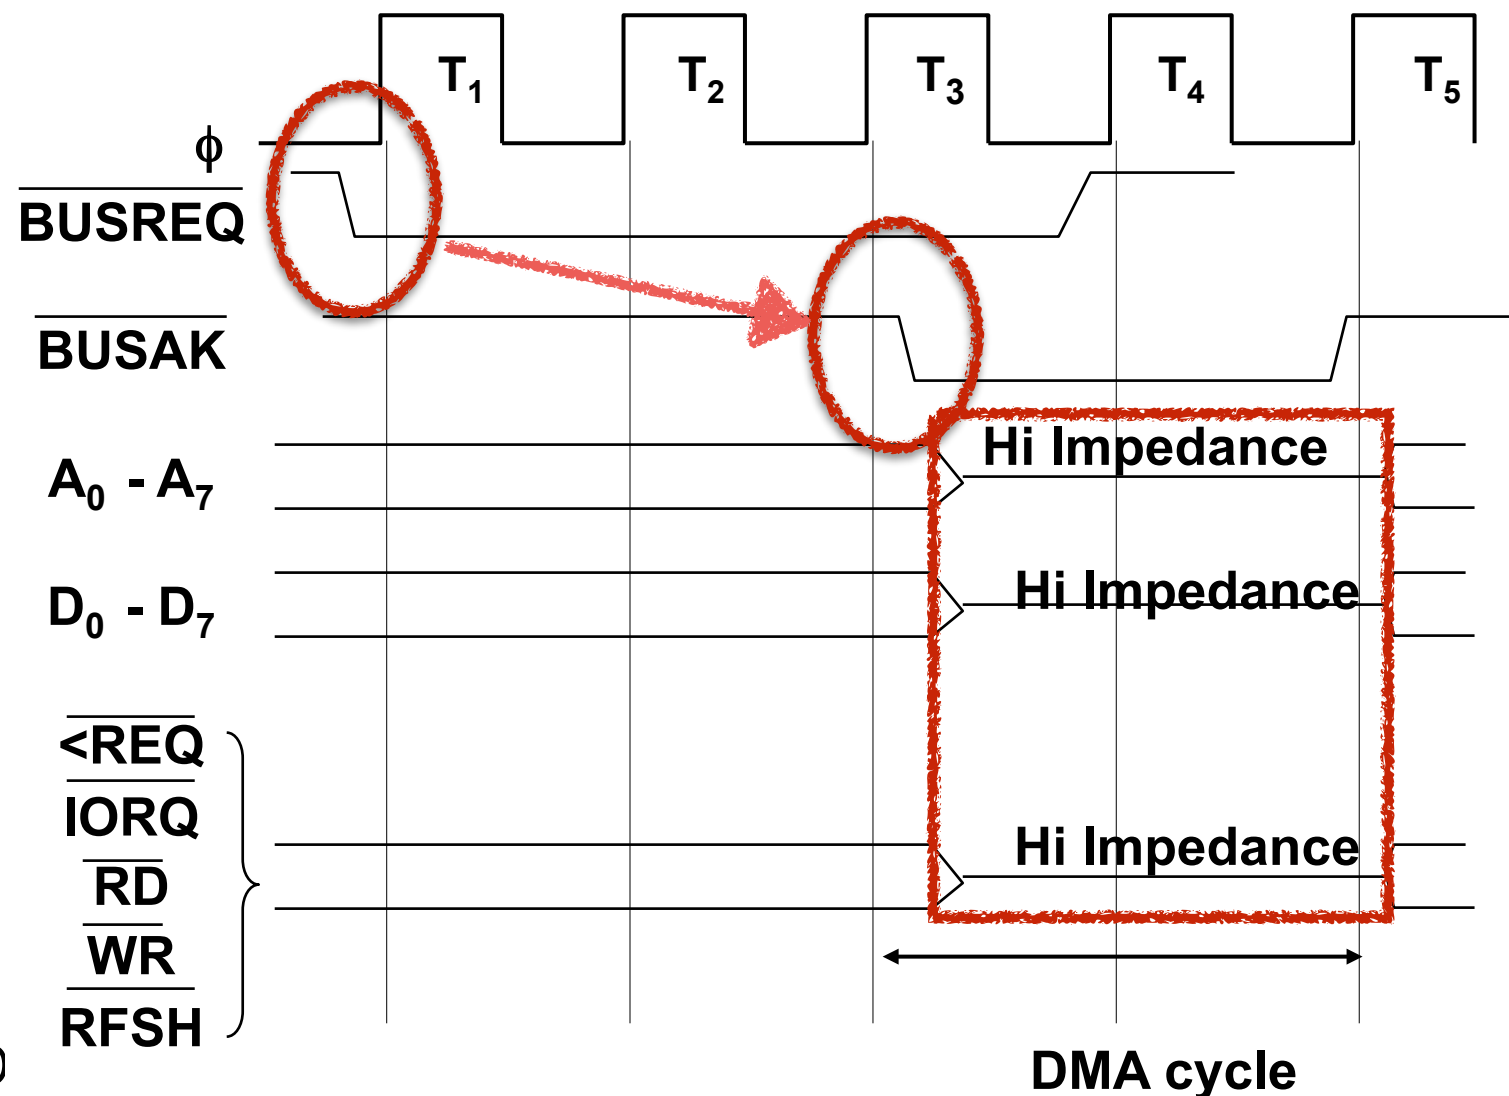 T₁ T₂ T₃ T₄ T₅
ϕ
BUSREQ
BUSAK
Hi Impedance
A₀ - A₇
Hi Impedance
D₀ - D₇
<REQ
IORQ
Hi Impedance
RD
WR
RFSH
DMA cycle